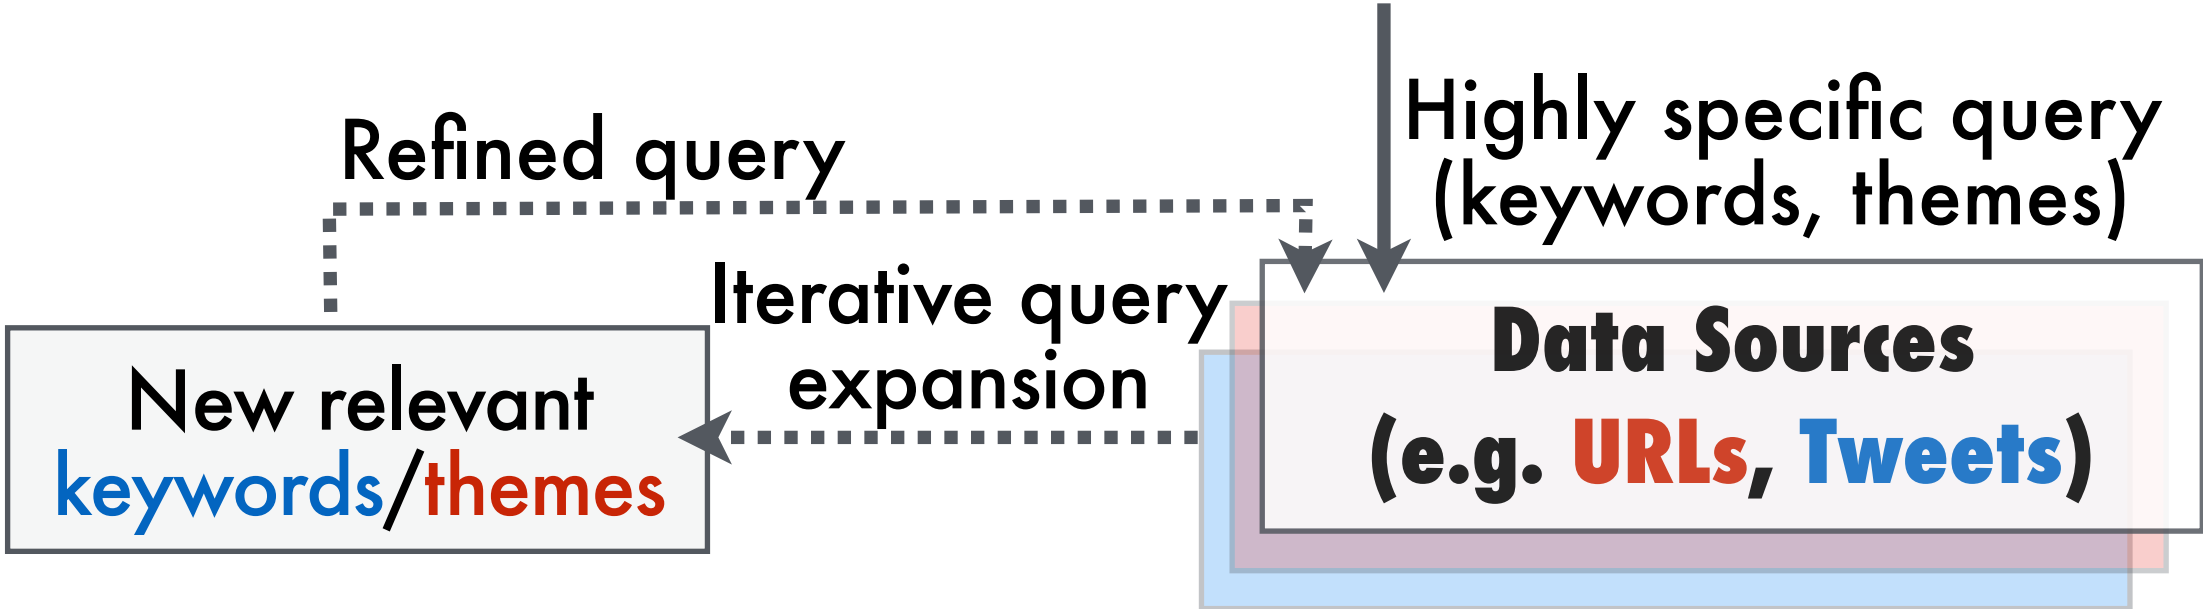 Refined query
Highly specific query
(keywords, themes)
Iterative query
expansion
New relevant
keywords/themes
Data Sources
(e.g. URLs, Tweets)